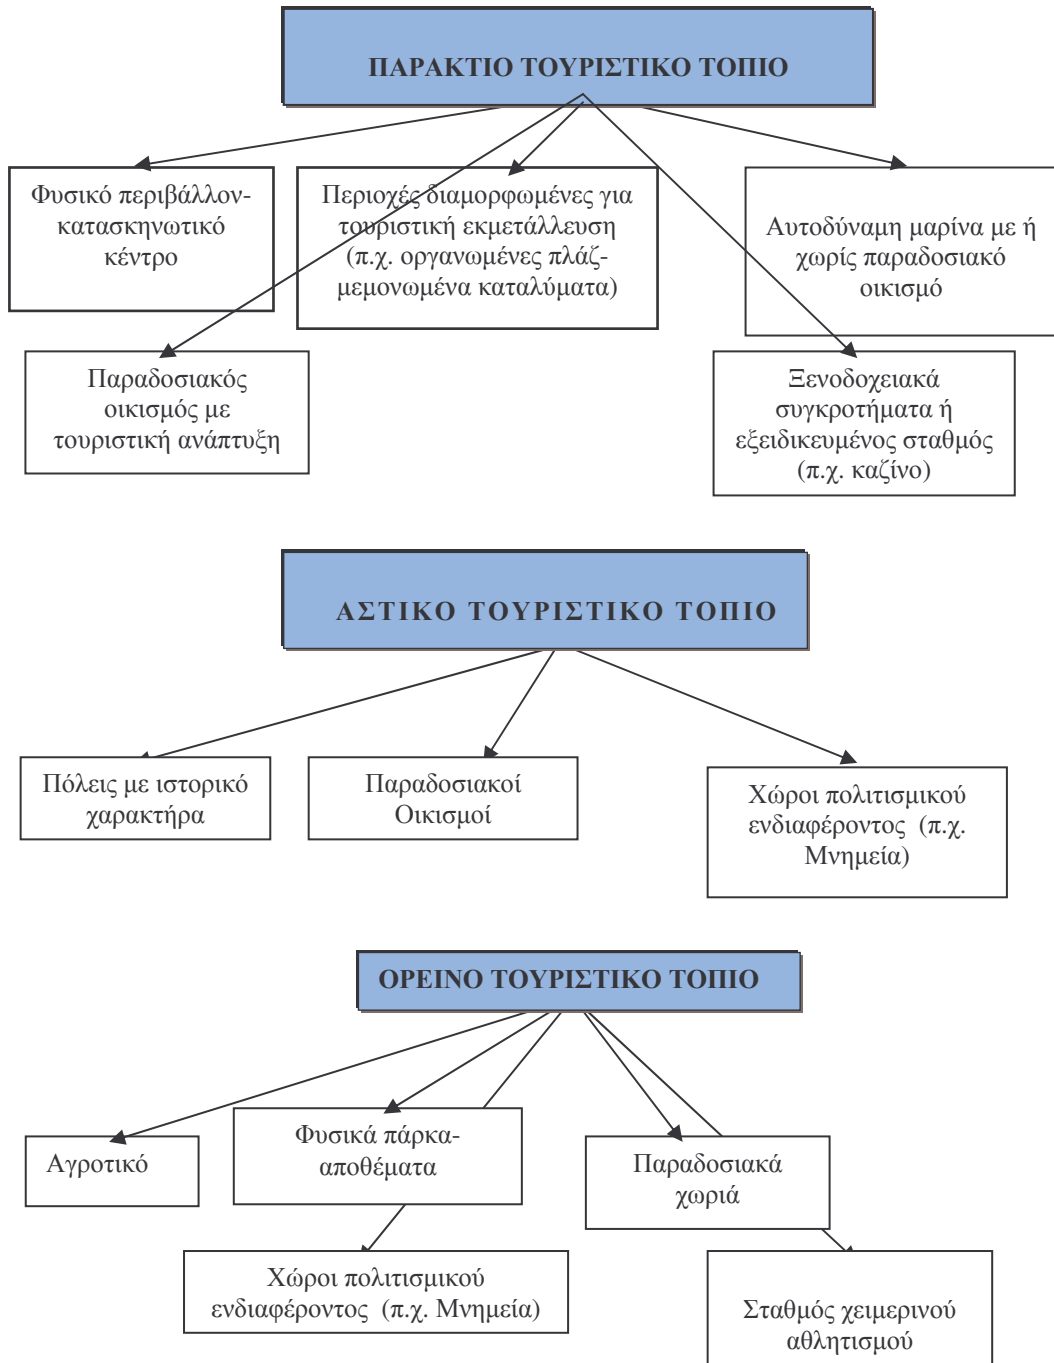 ΠΑΡΑΚΤΙΟ ΤΟΥΡΙΣΤΙΚΟ ΤΟΠΙΟ
Φυσικό περιβάλλον-
κατασκηνωτικό
κέντρο
Περιοχές διαμορφωμένες για
τουριστική εκμετάλλευση
(π.χ. οργανωμένες πλάζ-
μεμονωμένα καταλύματα)
Αυτοδύναμη μαρίνα με ή
χωρίς παραδοσιακό
οικισμό
Παραδοσιακός
οικισμός με
τουριστική ανάπτυξη
Ξενοδοχειακά
συγκροτήματα ή
εξειδικευμένος σταθμός
(π.χ. καζίνο)
ΑΣΤΙΚΟ ΤΟΥΡΙΣΤΙΚΟ ΤΟΠΙΟ
Πόλεις με ιστορικό
χαρακτήρα
Παραδοσιακοί
Οικισμοί
Χώροι πολιτισμικού
ενδιαφέροντος (π.χ.
Μνημεία)
ΟΡΕΙΝΟ ΤΟΥΡΙΣΤΙΚΟ ΤΟΠΙΟ
Αγροτικό
Φυσικά πάρκα-
αποθέματα
Παραδοσιακά
χωριά
Χώροι πολιτισμικού
ενδιαφέροντος (π.χ. Μνημεία)
Σταθμός χειμερινού
αθλητισμού